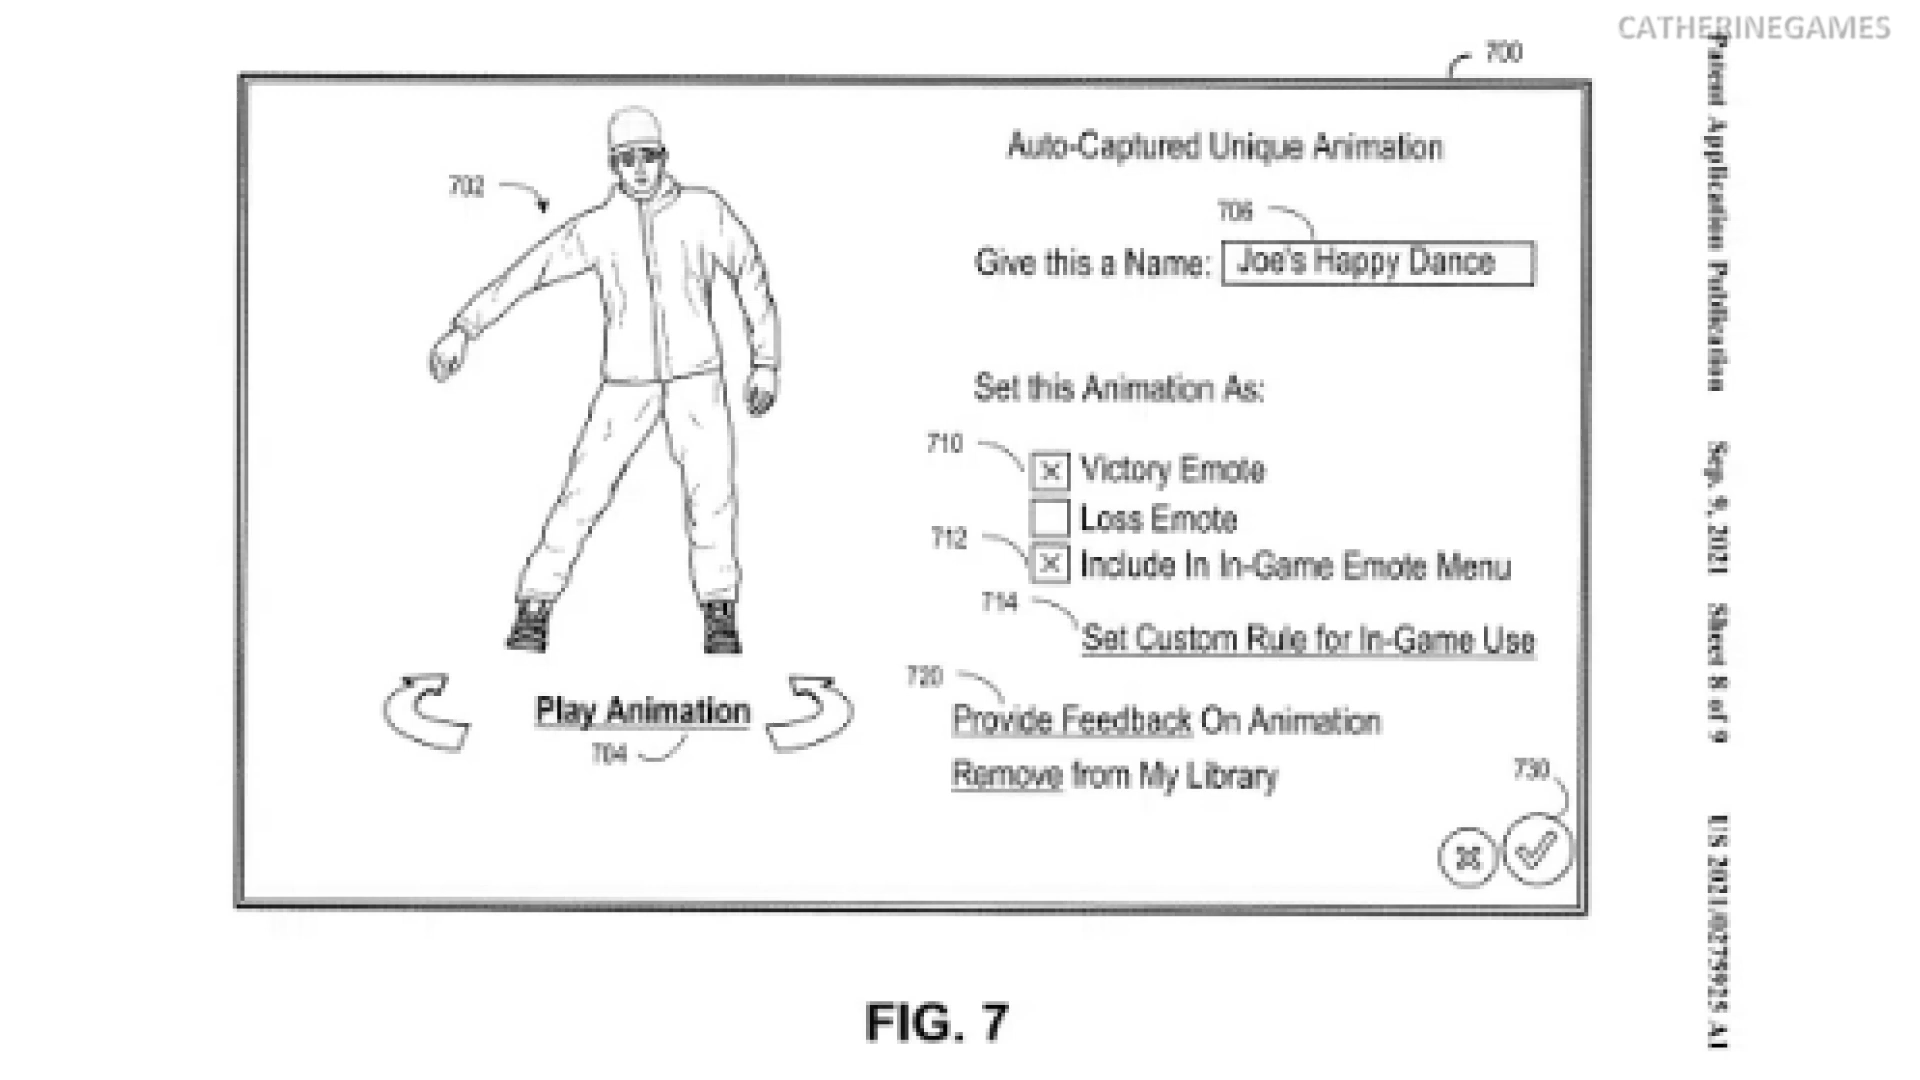 CATHERINEGAMES
Patent Application Publication Sep. 9, 2021 Sheet 8 of 9 US 2021/0275925 A1
700
702
Auto-Captured Unique Animation
706
Give this a Name: Joe's Happy Dance
Set this Animation As:
710
Victory Emote
Loss Emote
712
Include In In-Game Emote Menu
714
Set Custom Rule for In-Game Use
720
Play Animation
704
Provide Feedback On Animation
Remove from My Library
730
FIG. 7